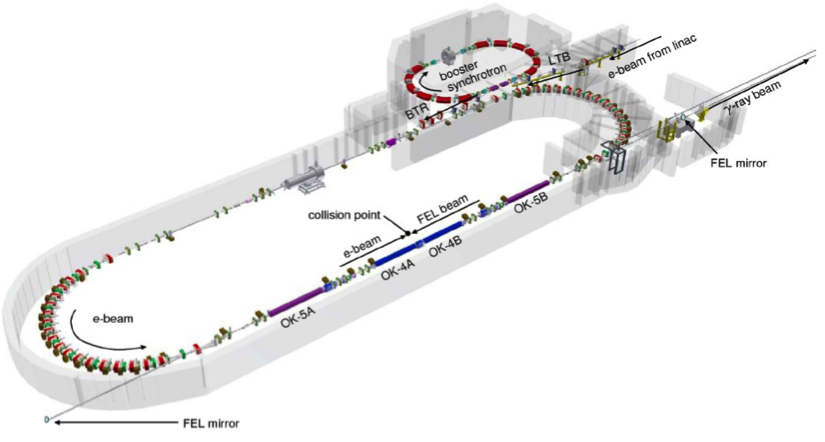 LTB
e-beam from linac
booster
synchrotron
BTR
γ-ray beam
FEL mirror
OK-5B
FEL beam
collision point
e-beam
OK-4B
OK-4A
e-beam
OK-5A
FEL mirror